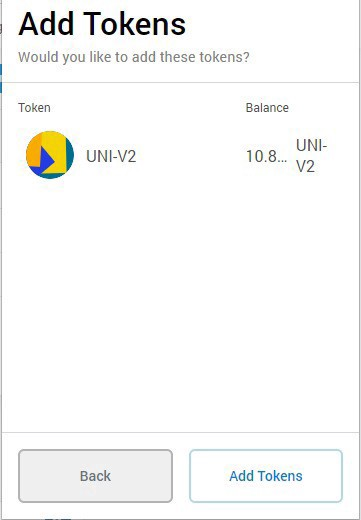 Add Tokens
Would you like to add these tokens?
Token Balance
UNI-V2 10.8... UNI-
V2
Back Add Tokens